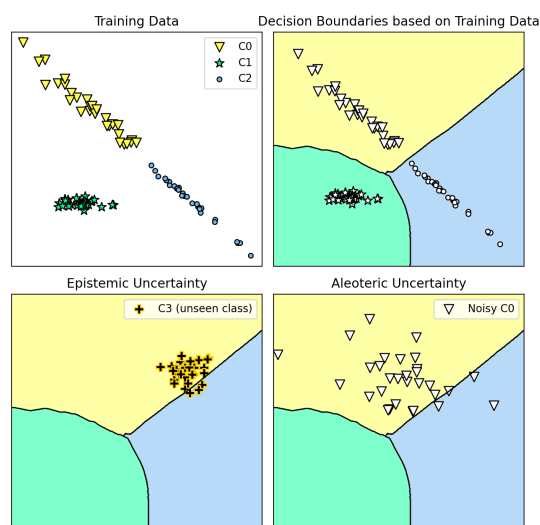 Training Data
C0
C1
C2
Decision Boundaries based on Training Data
Epistemic Uncertainty
C3 (unseen class)
Aleoteric Uncertainty
Noisy C0